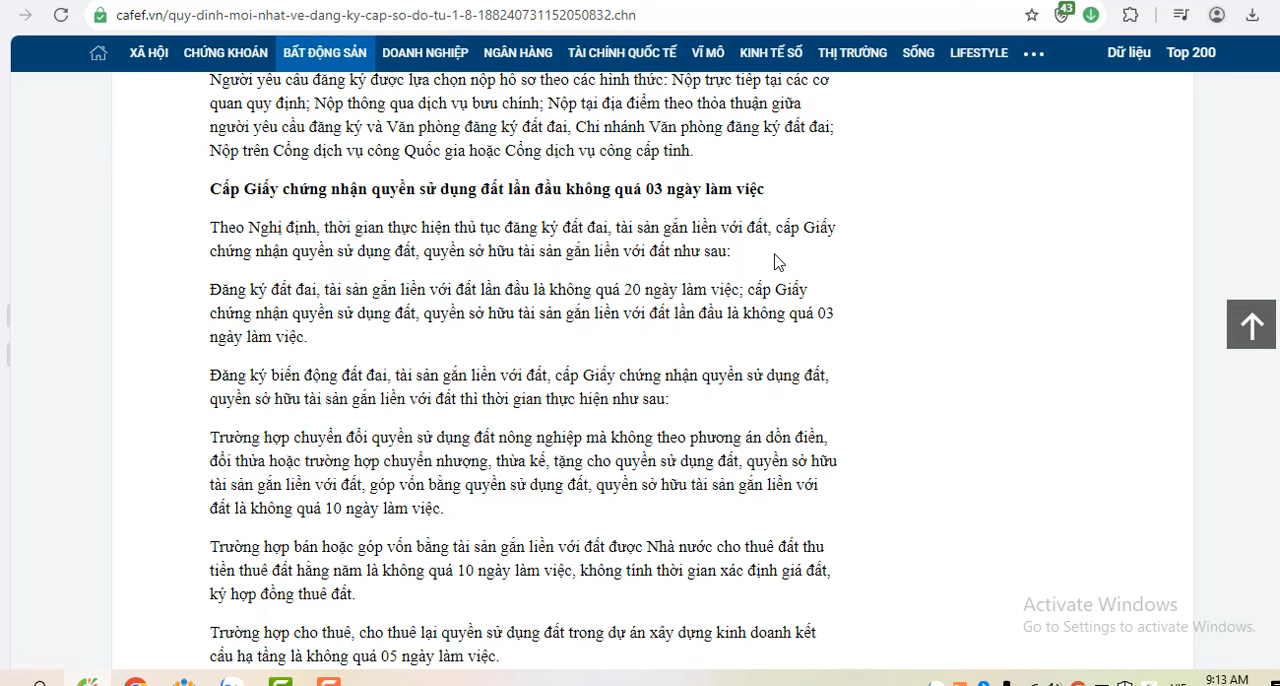 cafef.vn/quy-dinh-moi-nhat-ve-dang-ky-cap-so-do-tu-1-8-188240731152050832.chn
43
XÃ HỘI CHỨNG KHOÁN BẤT ĐỘNG SẢN DOANH NGHIỆP NGÂN HÀNG TÀI CHÍNH QUỐC TẾ VĨ MÔ KINH TẾ SỐ THỊ TRƯỜNG SỐNG LIFESTYLE Dữ liệu Top 200
Người yêu cầu đăng ký được lựa chọn nộp hồ sơ theo các hình thức: Nộp trực tiếp tại các cơ
quan quy định; Nộp thông qua dịch vụ bưu chính; Nộp tại địa điểm theo thỏa thuận giữa
người yêu cầu đăng ký và Văn phòng đăng ký đất đai, Chi nhánh Văn phòng đăng ký đất đai;
Nộp trên Cổng dịch vụ công Quốc gia hoặc Cổng dịch vụ công cấp tỉnh.
Cấp Giấy chứng nhận quyền sử dụng đất lần đầu không quá 03 ngày làm việc
Theo Nghị định, thời gian thực hiện thủ tục đăng ký đất đai, tài sản gắn liền với đất, cấp Giấy
chứng nhận quyền sử dụng đất, quyền sở hữu tài sản gắn liền với đất như sau:
Đăng ký đất đai, tài sản gắn liền với đất lần đầu là không quá 20 ngày làm việc; cấp Giấy
chứng nhận quyền sử dụng đất, quyền sở hữu tài sản gắn liền với đất lần đầu là không quá 03
ngày làm việc.
Đăng ký biến động đất đai, tài sản gắn liền với đất, cấp Giấy chứng nhận quyền sử dụng đất,
quyền sở hữu tài sản gắn liền với đất thì thời gian thực hiện như sau:
Trường hợp chuyển đổi quyền sử dụng đất nông nghiệp mà không theo phương án dồn điền,
đổi thửa hoặc trường hợp chuyển nhượng, thừa kế, tặng cho quyền sử dụng đất, quyền sở hữu
tài sản gắn liền với đất, góp vốn bằng quyền sử dụng đất, quyền sở hữu tài sản gắn liền với
đất là không quá 10 ngày làm việc.
Trường hợp bán hoặc góp vốn bằng tài sản gắn liền với đất được Nhà nước cho thuê đất thu
tiền thuê đất hằng năm là không quá 10 ngày làm việc, không tính thời gian xác định giá đất,
ký hợp đồng thuê đất.
Activate Windows
Go to Settings to activate Windows.
Trường hợp cho thuê, cho thuê lại quyền sử dụng đất trong dự án xây dựng kinh doanh kết
cấu hạ tầng là không quá 05 ngày làm việc.
9:13 AM